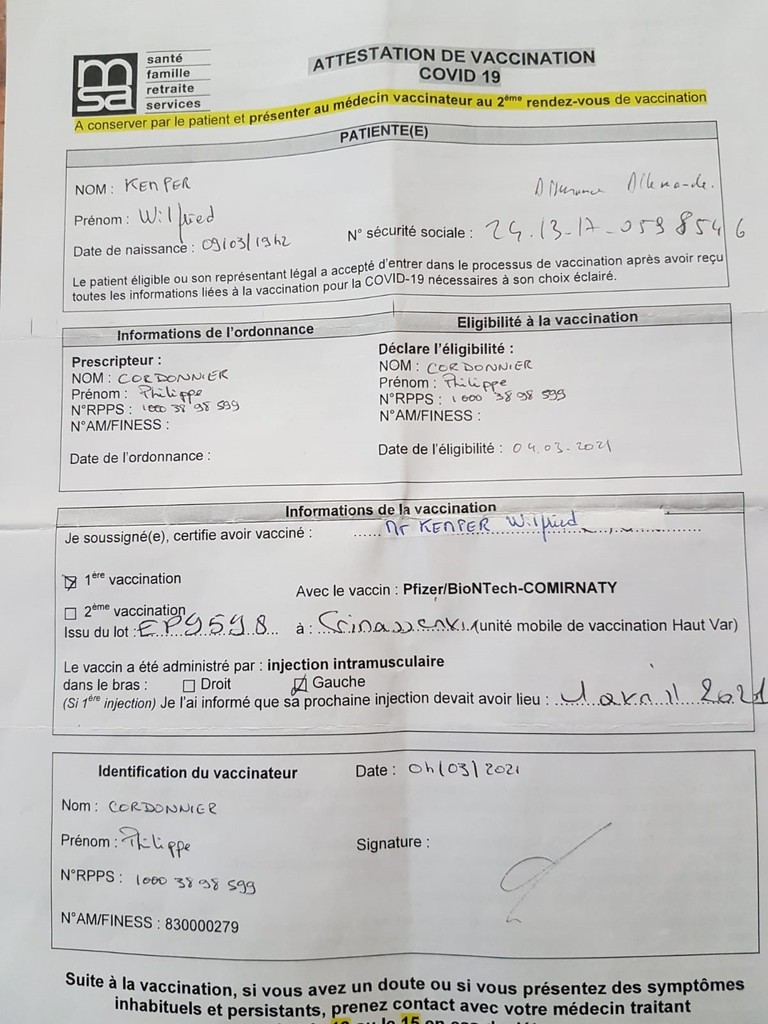 msa
santé
famille
retraite
services
ATTESTATION DE VACCINATION
COVID 19
A conserver par le patient et présenter au médecin vaccinateur au 2ème rendez-vous de vaccination
PATIENTE(E)
NOM : KEMPER
Allemande.
Prénom : Wilfried
N° sécurité sociale : 24.13-17-0598546
Date de naissance : 09/03/1942
Le patient éligible ou son représentant légal a accepté d'entrer dans le processus de vaccination après avoir reçu
toutes les informations liées à la vaccination pour la COVID-19 nécessaires à son choix éclairé.
Informations de l'ordonnance
Prescripteur :
NOM : CORDONNIER
Prénom : Philippe
N°RPPS : 1000 38 98 599
N°AM/FINESS :
Date de l'ordonnance :
Eligibilité à la vaccination
Déclare l'éligibilité :
NOM : CORDONNIER
Prénom : Philippe
N°RPPS : 1000 38 98 599
N°AM/FINESS :
Date de l'éligibilité : 04.03.2021
Informations de la vaccination
Je soussigné(e), certifie avoir vacciné : Mr KEMPER Wilfried
1ère vaccination
Avec le vaccin : Pfizer/BioNTech-COMIRNATY
2ème vaccination
Issu du lot : EP9598 à : (unité mobile de vaccination Haut Var)
Le vaccin a été administré par : injection intramusculaire
dans le bras : Droit Gauche
(Si 1ère injection) Je l'ai informé que sa prochaine injection devait avoir lieu : 1 avril 2021
Identification du vaccinateur
Date : 04/03/2021
Nom : CORDONNIER
Prénom : Philippe
Signature :
N°RPPS : 1000 38 98 599
N°AM/FINESS : 830000279
Suite à la vaccination, si vous avez un doute ou si vous présentez des symptômes
inhabituels et persistants, prenez contact avec votre médecin traitant
ou le 15 en cas